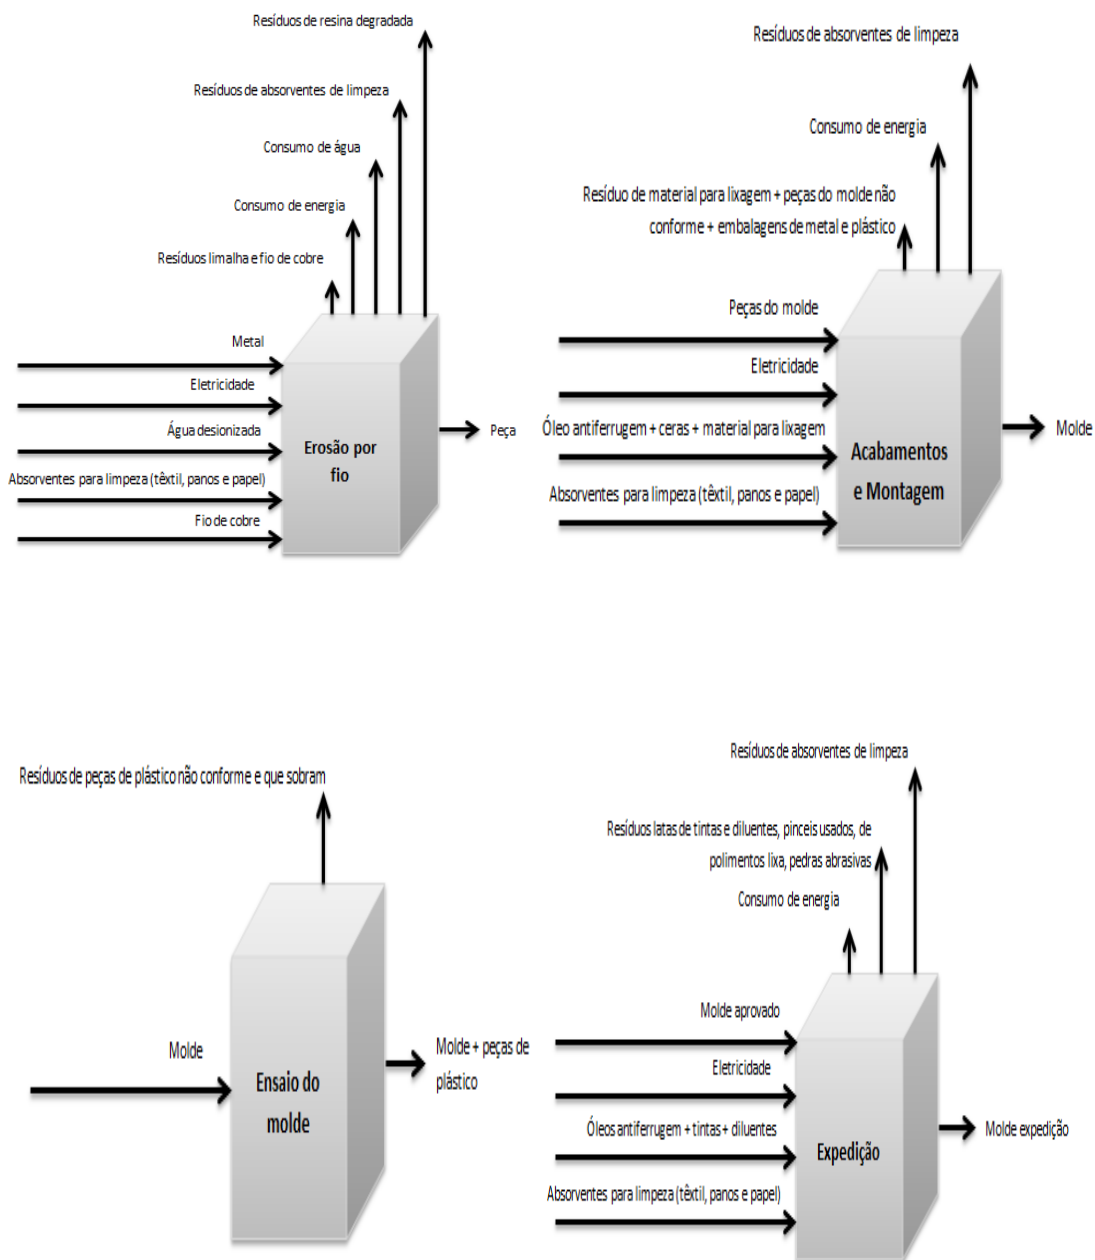 Resíduos de resina degradada
Resíduos de absorventes de limpeza
Consumo de água
Consumo de energia
Resíduos limalha e fio de cobre
Metal
Eletricidade
Água desionizada
Absorventes para limpeza (têxtil, panos e papel)
Fio de cobre
Erosão por
fio
Peça
Resíduos de absorventes de limpeza
Consumo de energia
Resíduo de material para lixagem + peças do molde não
conforme + embalagens de metal e plástico
Peças do molde
Eletricidade
Óleo antiferrugem + ceras + material para lixagem
Absorventes para limpeza (têxtil, panos e papel)
Acabamentos
e Montagem
Molde
Resíduos de peças de plástico não conforme e que sobram
Molde
Ensaio do
molde
Molde + peças de
plástico
Resíduos de absorventes de limpeza
Resíduos latas de tintas e diluentes, pinceis usados, de
polimentos lixa, pedras abrasivas
Consumo de energia
Molde aprovado
Eletricidade
Óleos antiferrugem + tintas + diluentes
Absorventes para limpeza (têxtil, panos e papel)
Expedição
Molde expedição